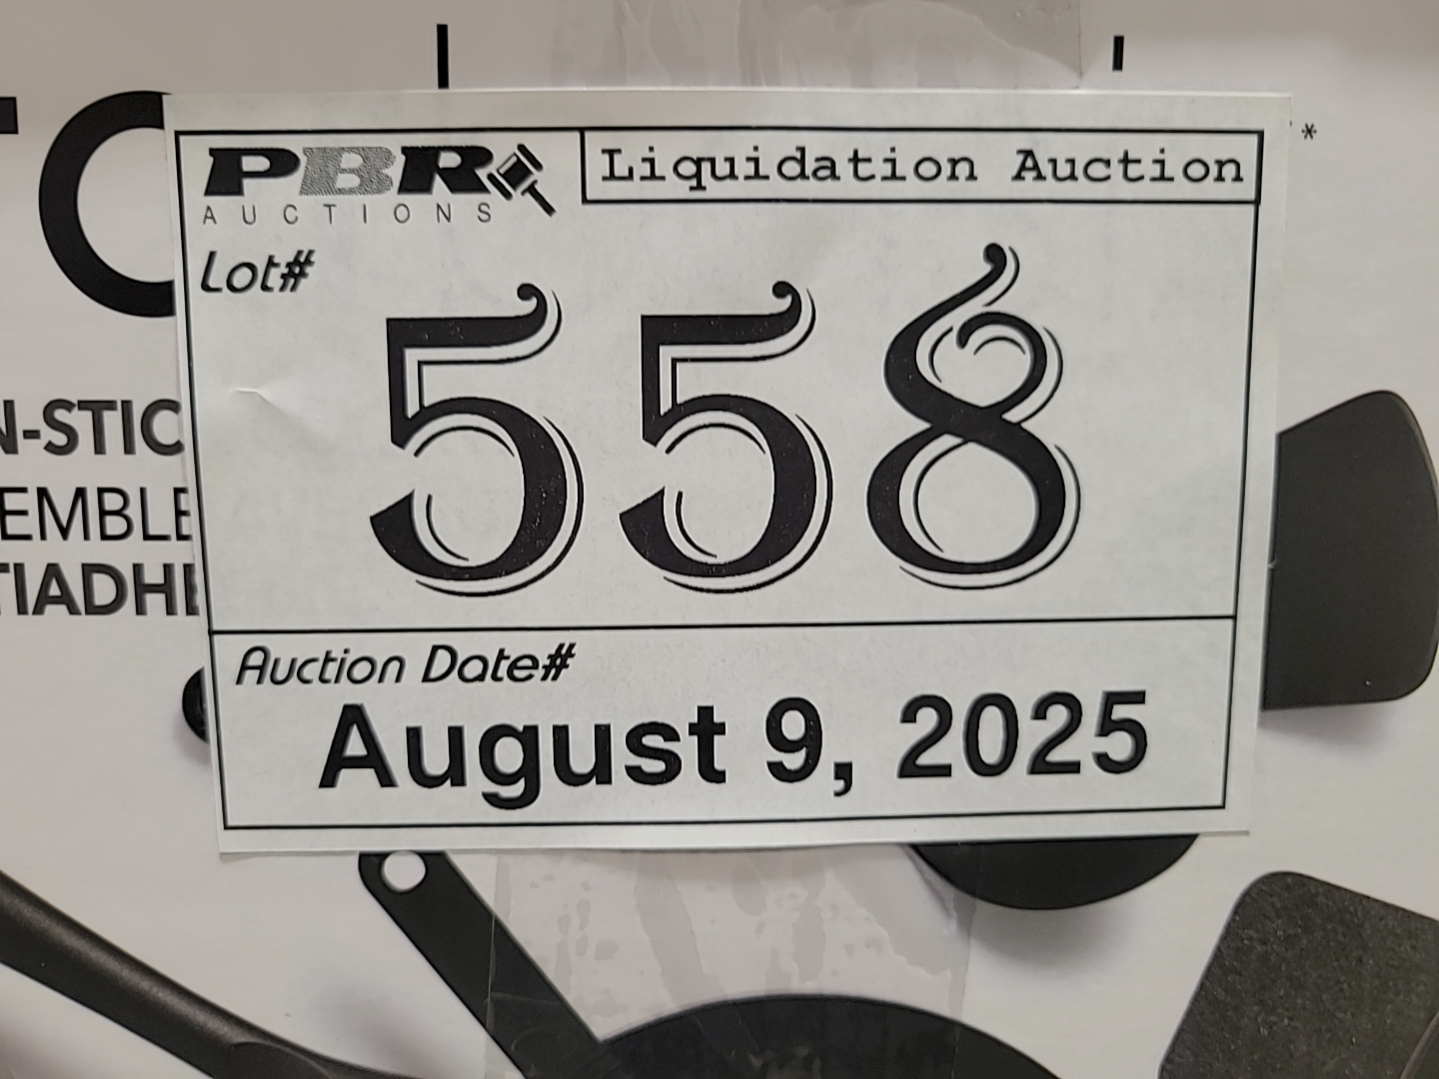 PBR
AUCTIONS
Liquidation Auction
Lot#
558
Auction Date#
August 9, 2025
*
N-STIC
EMBLE
TIADHE